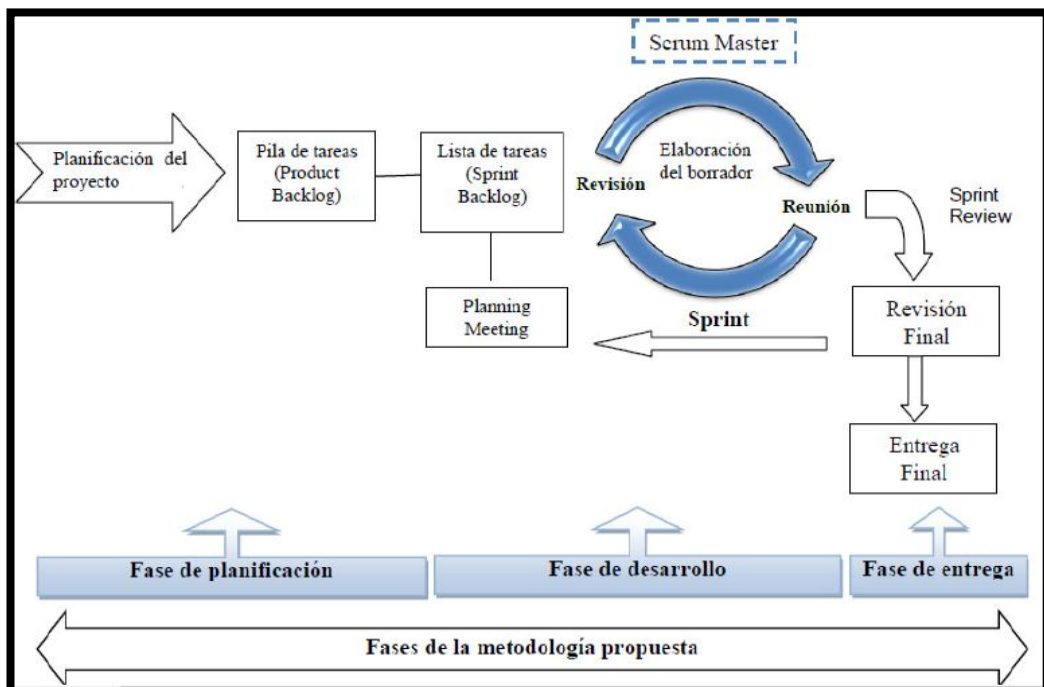 Scrum Master
Planificación del
proyecto
Pila de tareas
(Product
Backlog)
Lista de tareas
(Sprint
Backlog)
Revisión
Elaboración
del borrador
Reunión
Sprint
Review
Planning
Meeting
Sprint
Revisión
Final
Entrega
Final
Fase de planificación
Fase de desarrollo
Fase de entrega
Fases de la metodología propuesta